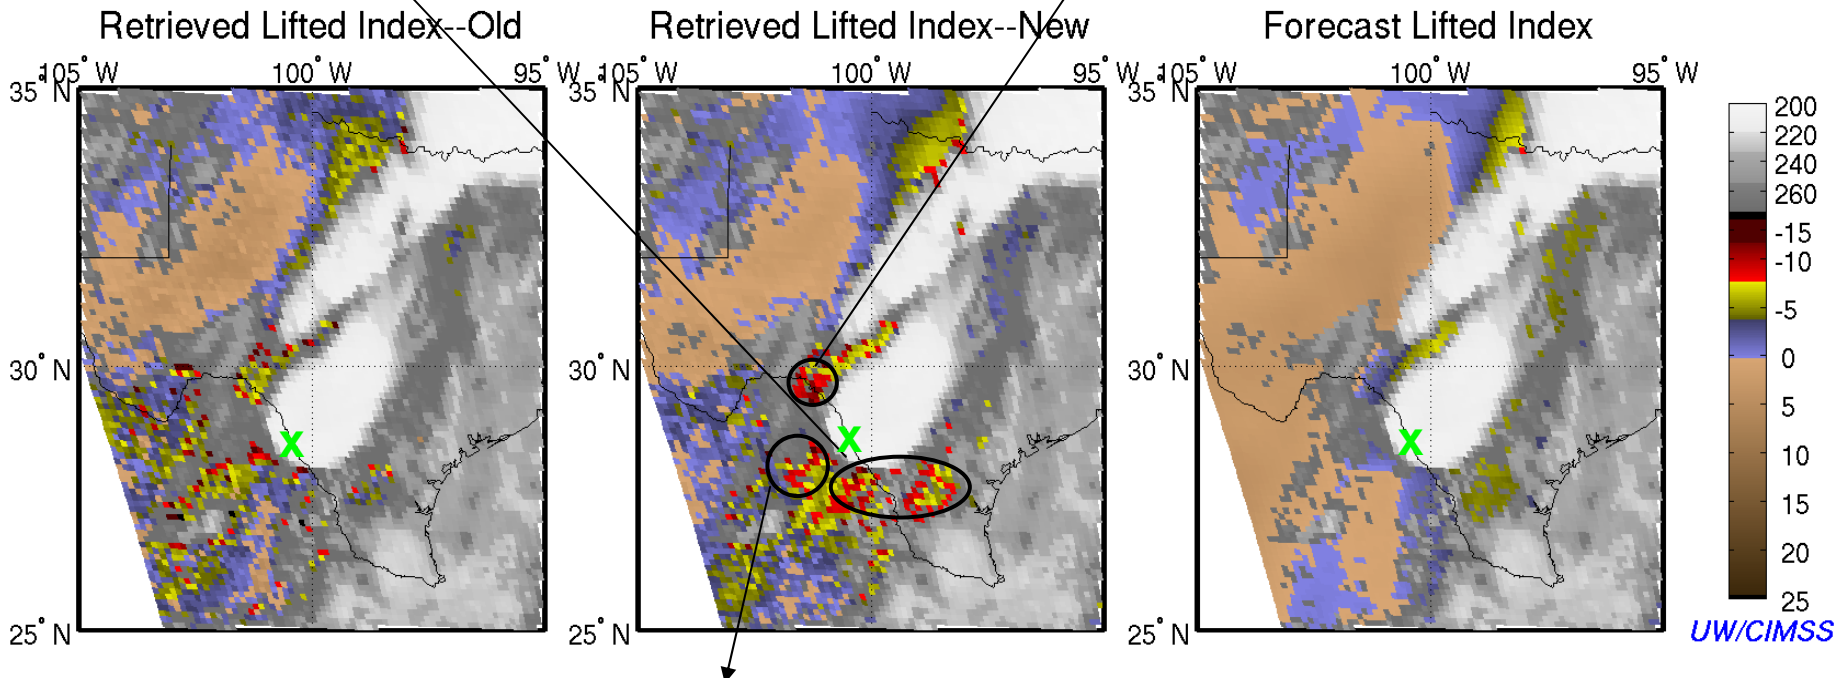 Retrieved Lifted Index--Old
Retrieved Lifted Index--New
Forecast Lifted Index
105° W 100° W 95° W
105° W 100° W 95° W
105° W 100° W 95° W
35° N
30° N
25° N
X
35° N
30° N
25° N
X
35° N
30° N
25° N
X
200
220
240
260
-15
-10
-5
0
5
10
15
20
25
UW/CIMSS